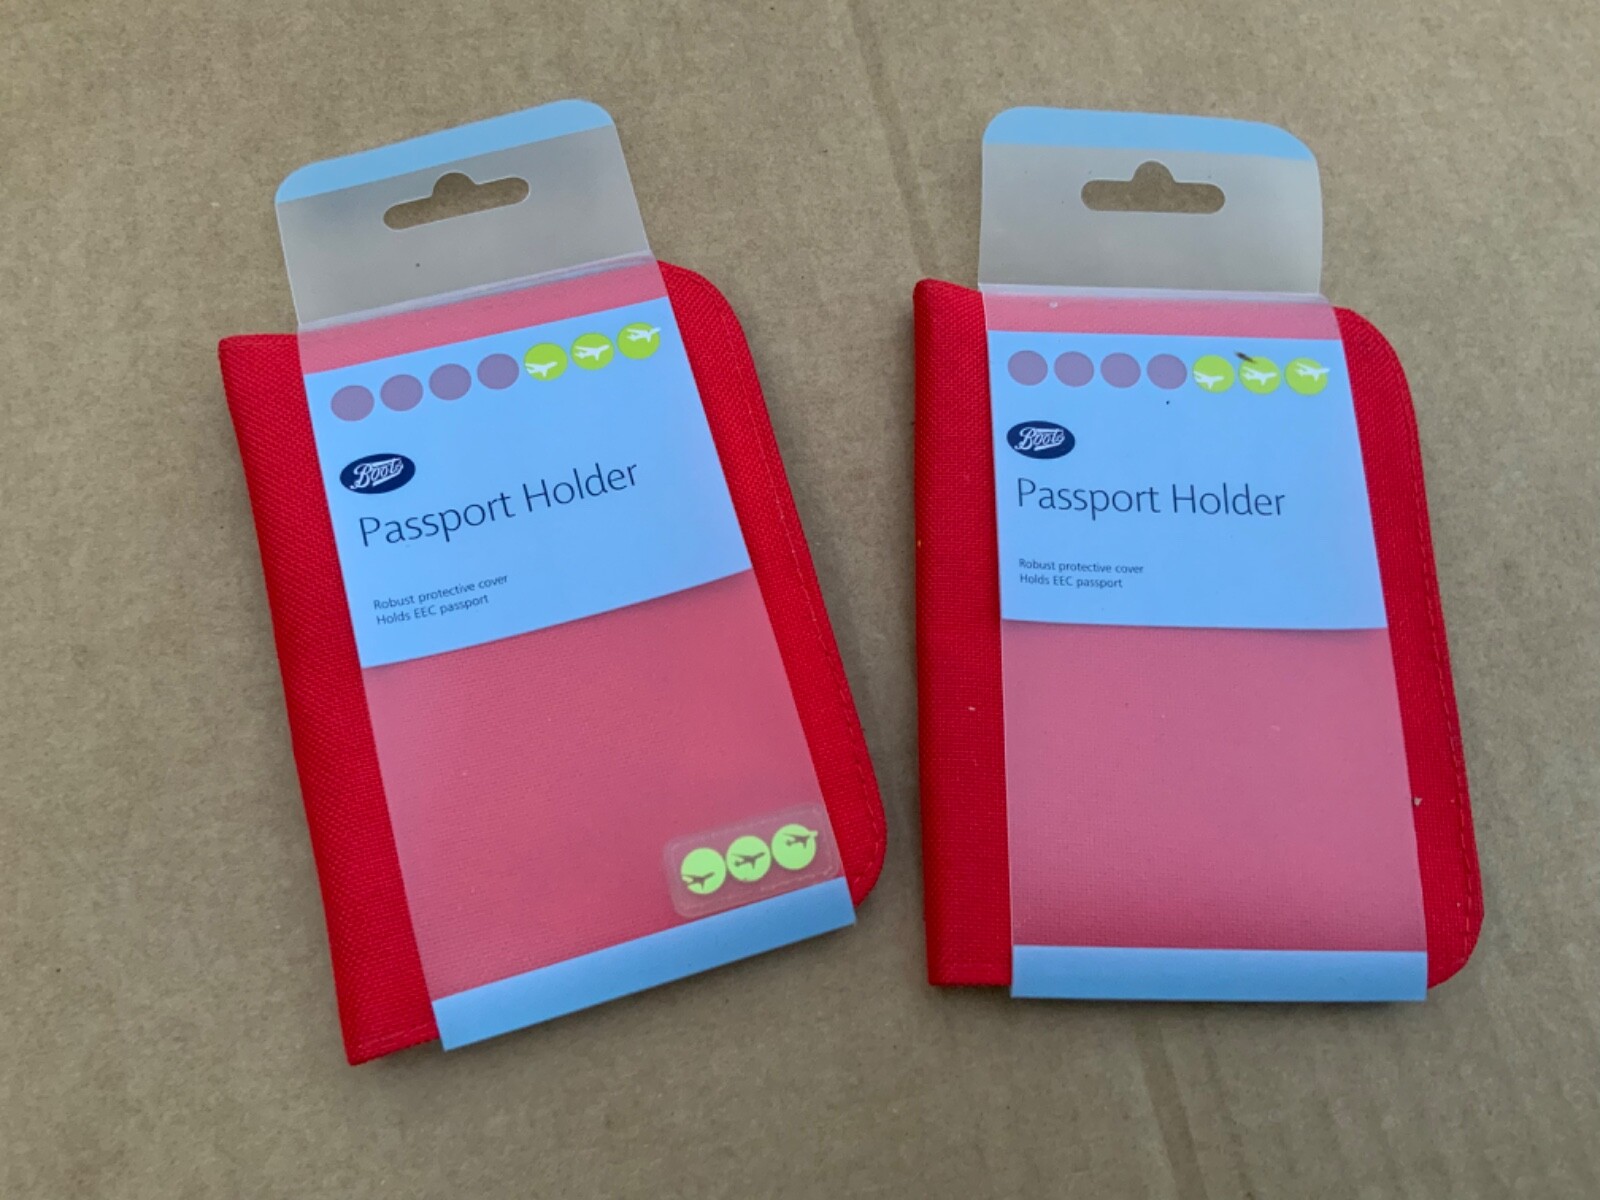 Boots
Passport Holder
Robust protective cover
Holds EEC passport
Boots
Passport Holder
Robust protective cover
Holds EEC passport